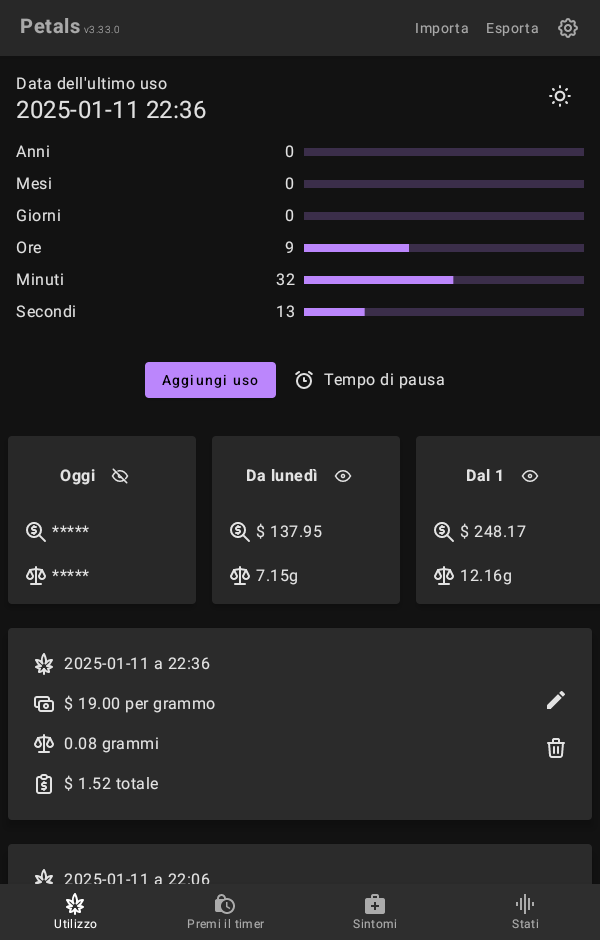 Petals v3.33.0
Importa Esporta
Data dell'ultimo uso
2025-01-11 22:36
Anni 0
Mesi 0
Giorni 0
Ore 9
Minuti 32
Secondi 13
Aggiungi uso Tempo di pausa
Oggi
*****
*****
Da lunedì
$ 137.95
7.15g
Dal 1
$ 248.17
12.16g
2025-01-11 a 22:36
$ 19.00 per grammo
0.08 grammi
$ 1.52 totale
2025-01-11 a 22:06
Utilizzo Premi il timer Sintomi Stati